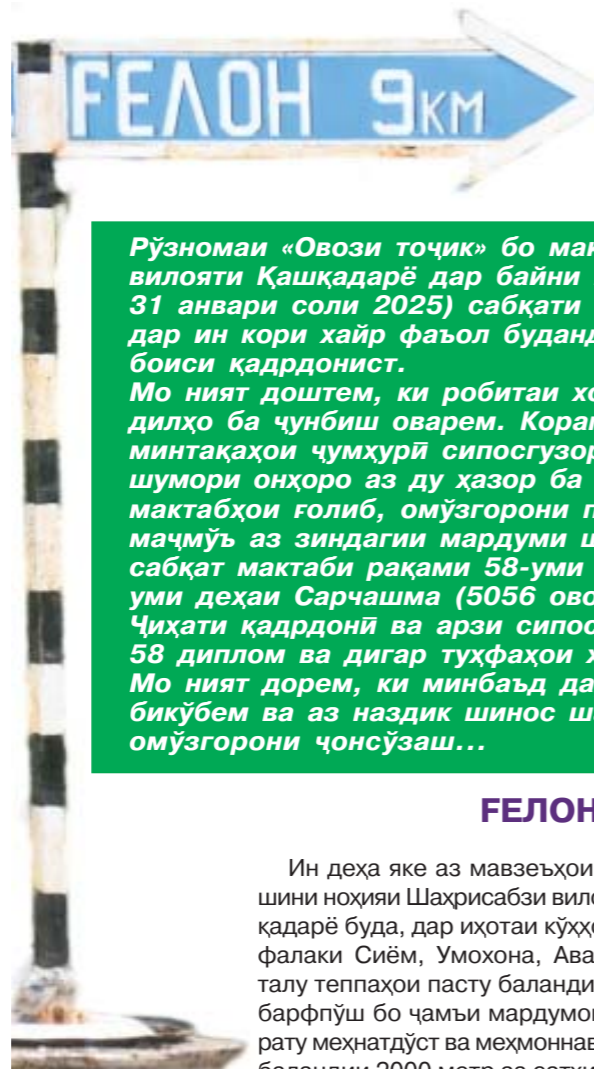 ҒЕЛОН 9КМ
Рӯзномаи «Овози тоҷик» бо
вилояти Қашқадарё дар байни
31 анвари соли 2025) сабқати
дар ин кори хайр фаъол буданд
боиси қадрдонист.
Мо ният доштем, ки робитаи
дилҳо ба ҷунбиш оварем.
минтақаҳои ҷумҳурӣ
шумори онҳоро аз ду ҳазор ба
мактабҳои ғолиб, омӯзгорони
маҷмӯъ аз зиндагии мардуми
сабқат мактаби рақами 58-уми
уми деҳаи Сарчашма (5056
Ҷиҳати қадрдонӣ ва арзи
58 диплом ва дигар туҳфаҳои
Мо ният дорем, ки минбаъд
бикӯбем ва аз наздик шинос
омӯзгорони ҷонсӯзаш...
ҒЕЛОН
Ин деҳа яке аз мавзеъҳои
шини ноҳияи Шаҳрисабзи
қадарё буда, дар иҳотаи
фалаки Сиём, Умохона,
талу теппаҳои пасту
барфпӯш бо ҷамъи
рату меҳнатдӯст ва
баландии 2000 метр аз